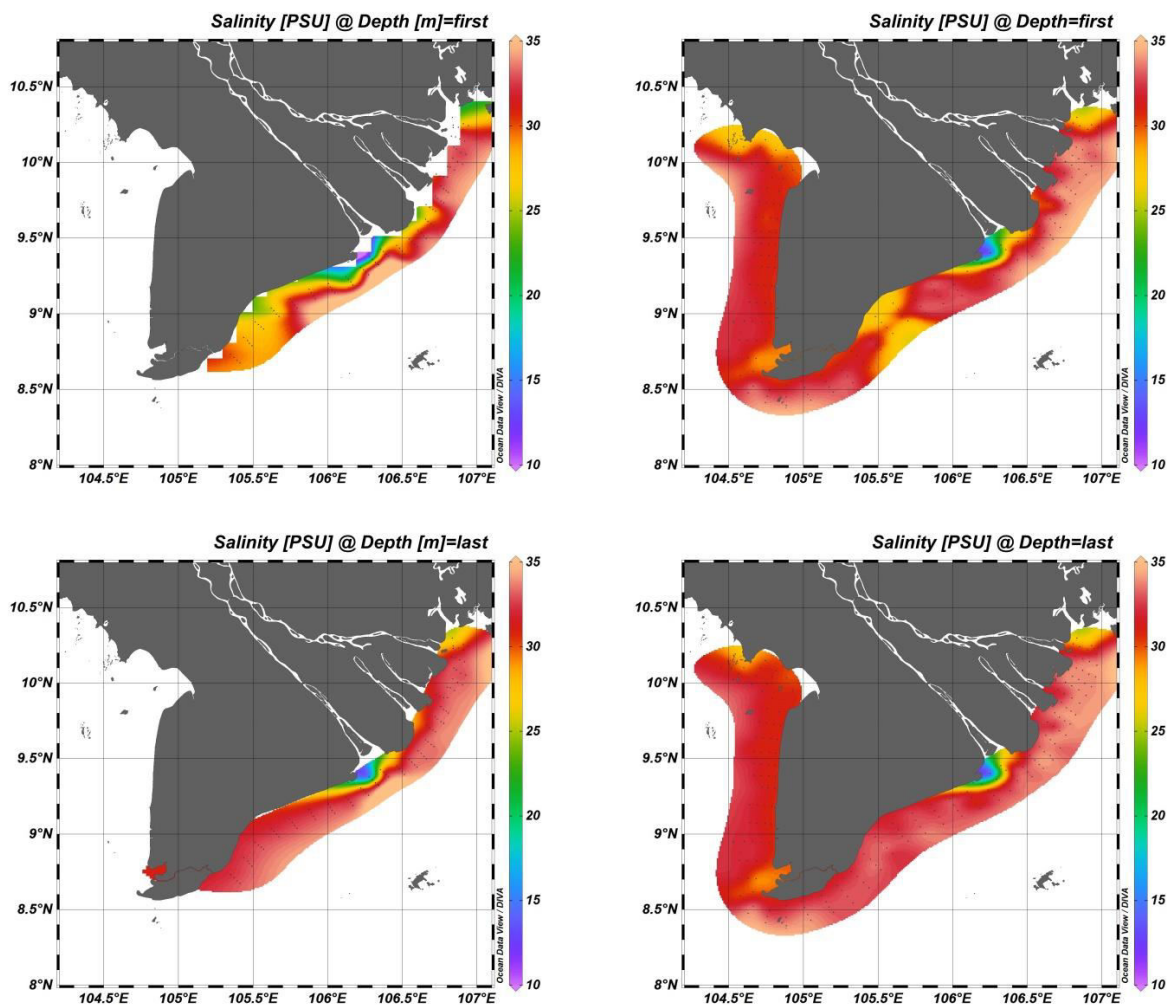 Salinity [PSU] @ Depth [m]=first
35
10.5°N
30
10°N
25
9.5°N
20
9°N
15
8.5°N
Ocean Data View / DIVA
8°N
10
104.5°E 105°E 105.5°E 106°E 106.5°E 107°E
Salinity [PSU] @ Depth=first
35
10.5°N
30
10°N
25
9.5°N
20
9°N
15
8.5°N
Ocean Data View / DIVA
8°N
10
104.5°E 105°E 105.5°E 106°E 106.5°E 107°E
Salinity [PSU] @ Depth [m]=last
35
10.5°N
30
10°N
25
9.5°N
20
9°N
15
8.5°N
Ocean Data View / DIVA
8°N
10
104.5°E 105°E 105.5°E 106°E 106.5°E 107°E
Salinity [PSU] @ Depth=last
35
10.5°N
30
10°N
25
9.5°N
20
9°N
15
8.5°N
Ocean Data View / DIVA
8°N
10
104.5°E 105°E 105.5°E 106°E 106.5°E 107°E